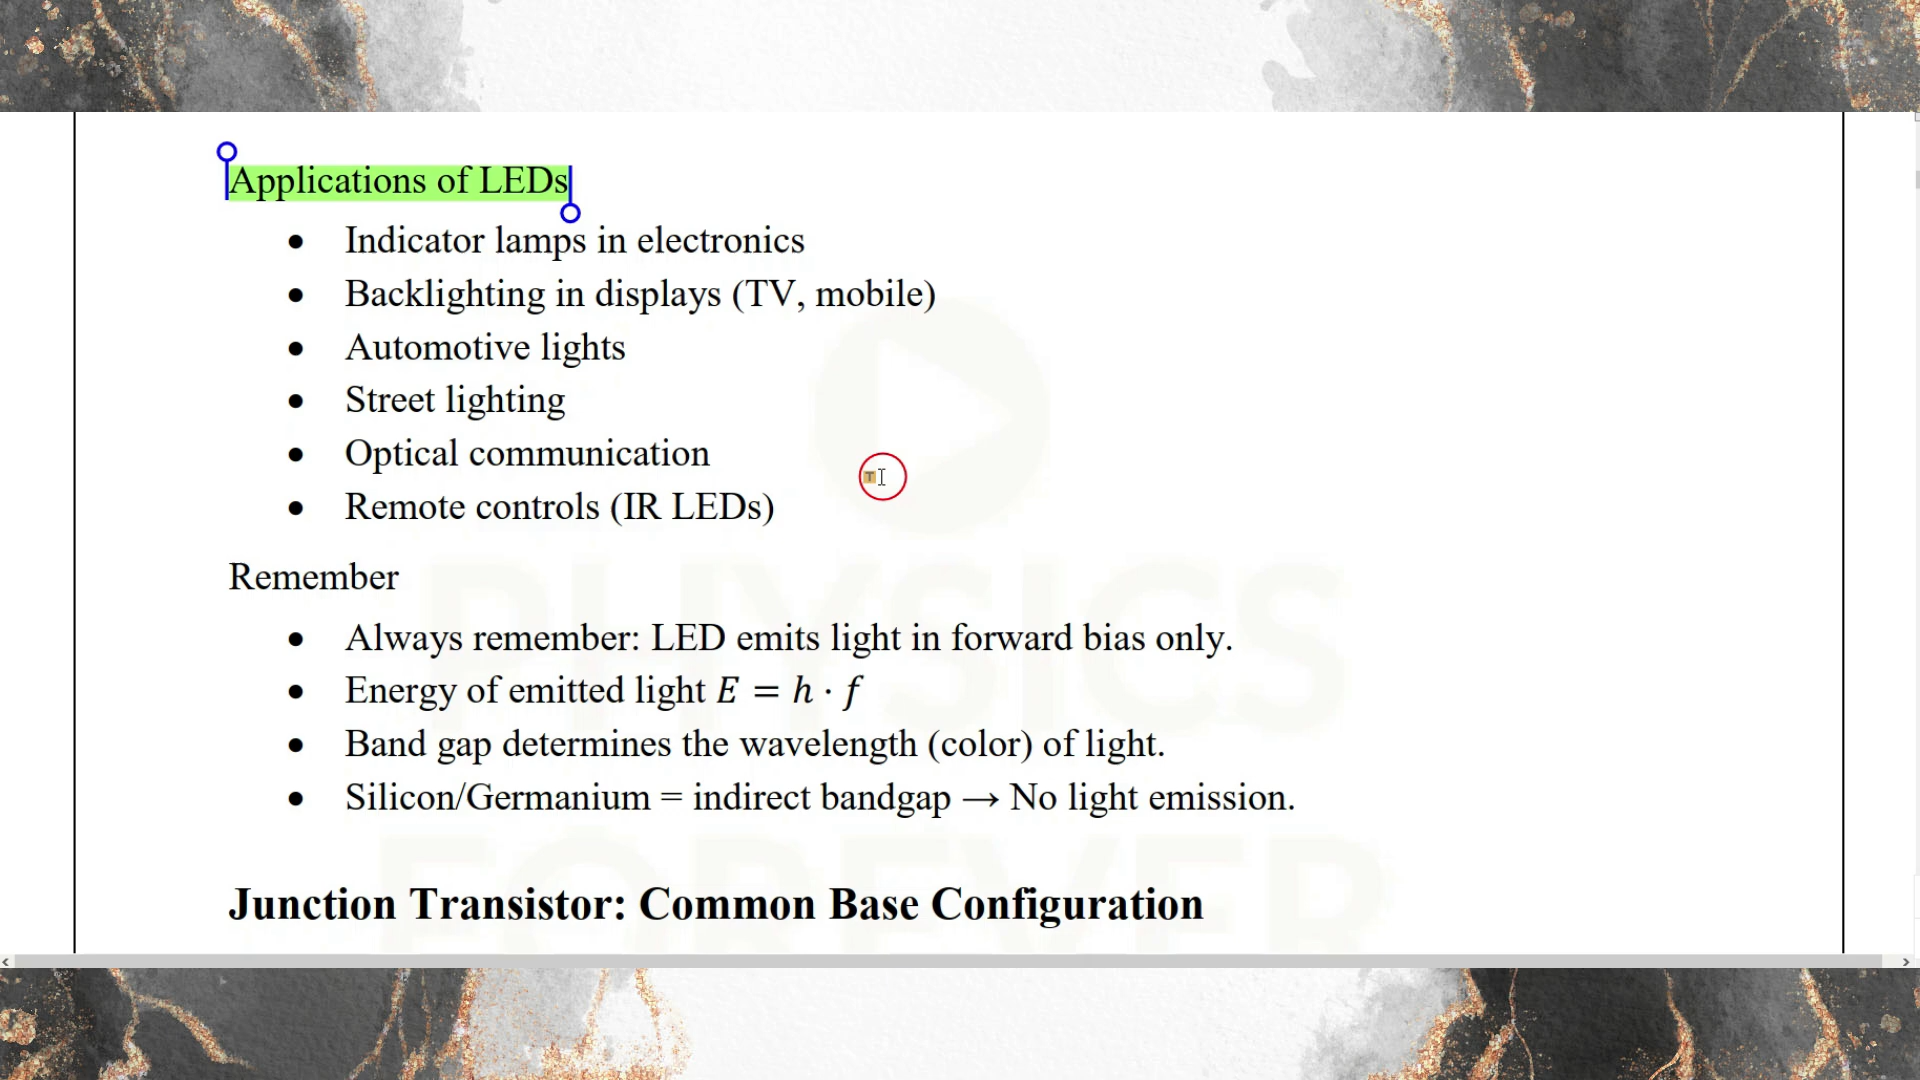 Applications of LEDs
• Indicator lamps in electronics
• Backlighting in displays (TV, mobile)
• Automotive lights
• Street lighting
• Optical communication
• Remote controls (IR LEDs)
PHYSICS
Remember
• Always remember: LED emits light in forward bias only.
• Energy of emitted light E = h · f
• Band gap determines the wavelength (color) of light.
• Silicon/Germanium = indirect bandgap → No light emission.
FOREVER
Junction Transistor: Common Base Configuration